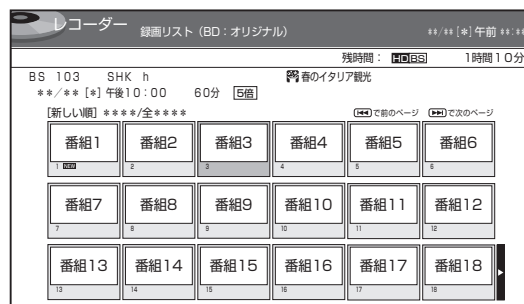 レコーダー 録画リスト（BD：オリジナル） **/**[*]午前**:**
残時間： HDBS 1時間10分
BS 103 SHK h 春のイタリア観光
**/**[*]午後10:00 60分 5倍
[新しい順]****/全**** で前のページ で次のページ
番組1 番組2 番組3 番組4 番組5 番組6
1 NEW 2 3 4 5 6
番組7 番組8 番組9 番組10 番組11 番組12
7 8 9 10 11 12
番組13 番組14 番組15 番組16 番組17 番組18
13 14 15 16 17 18